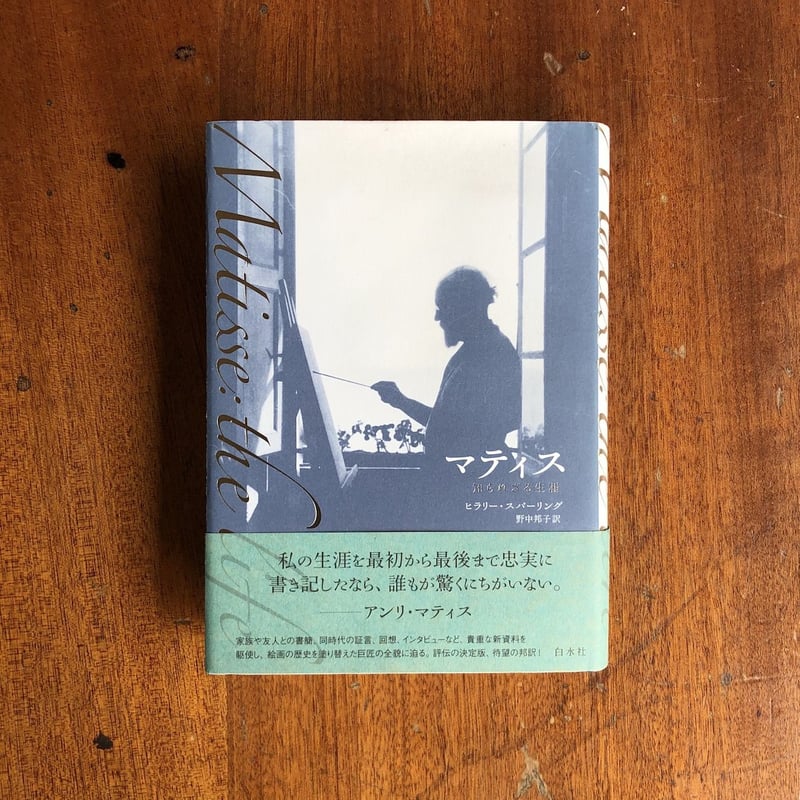 Matisse: the life
マティス
知られざる生涯
ヒラリー・スパーリング
野中邦子訳
私の生涯を最初から最後まで忠実に
書き記したなら、誰もが驚くにちがいない。
──アンリ・マティス
家族や友人との書簡、同時代の証言、回想、インタビューなど、貴重な新資料を
駆使し、絵画の歴史を塗り替えた巨匠の全貌に迫る。評伝の決定版、待望の邦訳!
白水社